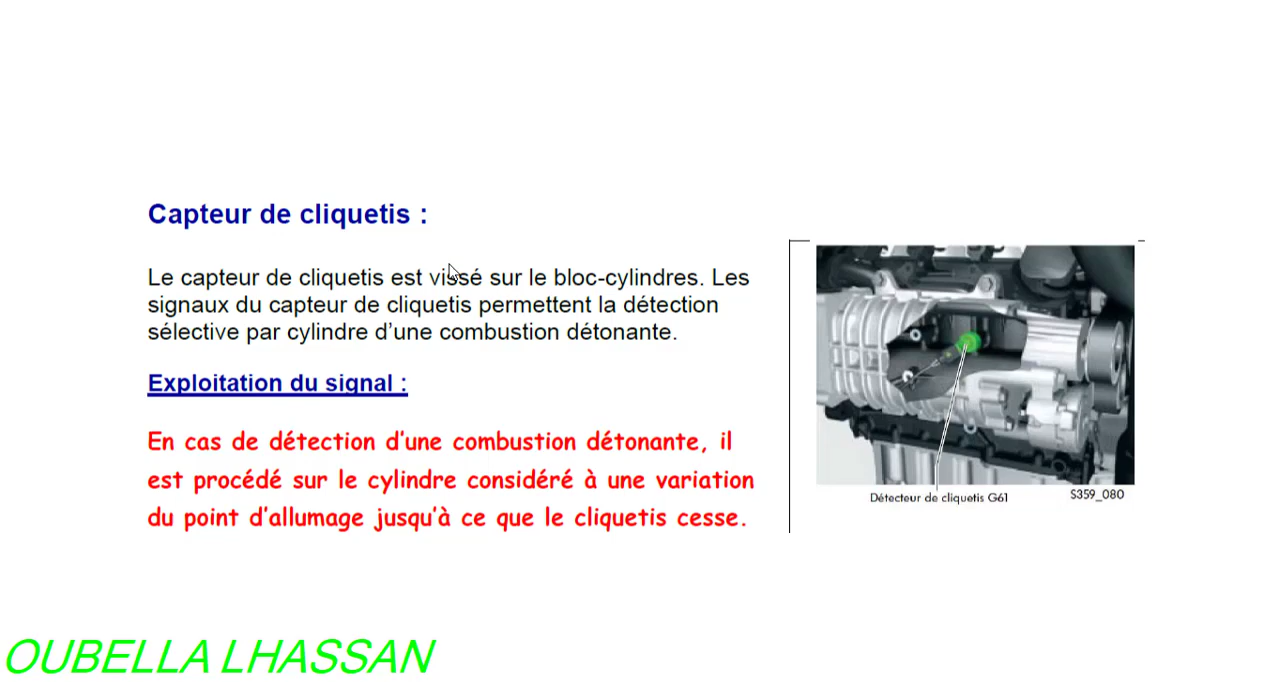 Capteur de cliquetis :
Le capteur de cliquetis est vissé sur le bloc-cylindres. Les
signaux du capteur de cliquetis permettent la détection
sélective par cylindre d'une combustion détonante.
Exploitation du signal :
En cas de détection d'une combustion détonante, il
est procédé sur le cylindre considéré à une variation
du point d'allumage jusqu'à ce que le cliquetis cesse.
Détecteur de cliquetis G61
S359_080
OUBELLA LHASSAN